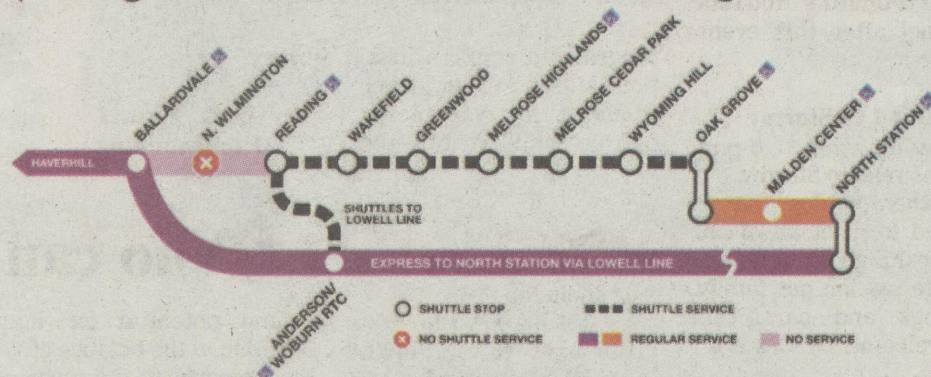 BALLARDVALE
N. WILMINGTON
READING
WAKEFIELD
GREENWOOD
MELROSE HIGHLANDS
MELROSE CEDAR PARK
WYOMING HILL
OAK GROVE
MALDEN CENTER
NORTH STATION
HAVERHILL
SHUTTLES TO
LOWELL LINE
EXPRESS TO NORTH STATION VIA LOWELL LINE
ANDERSON/
WOBURN RTC
SHUTTLE STOP
SHUTTLE SERVICE
NO SHUTTLE SERVICE
REGULAR SERVICE
NO SERVICE